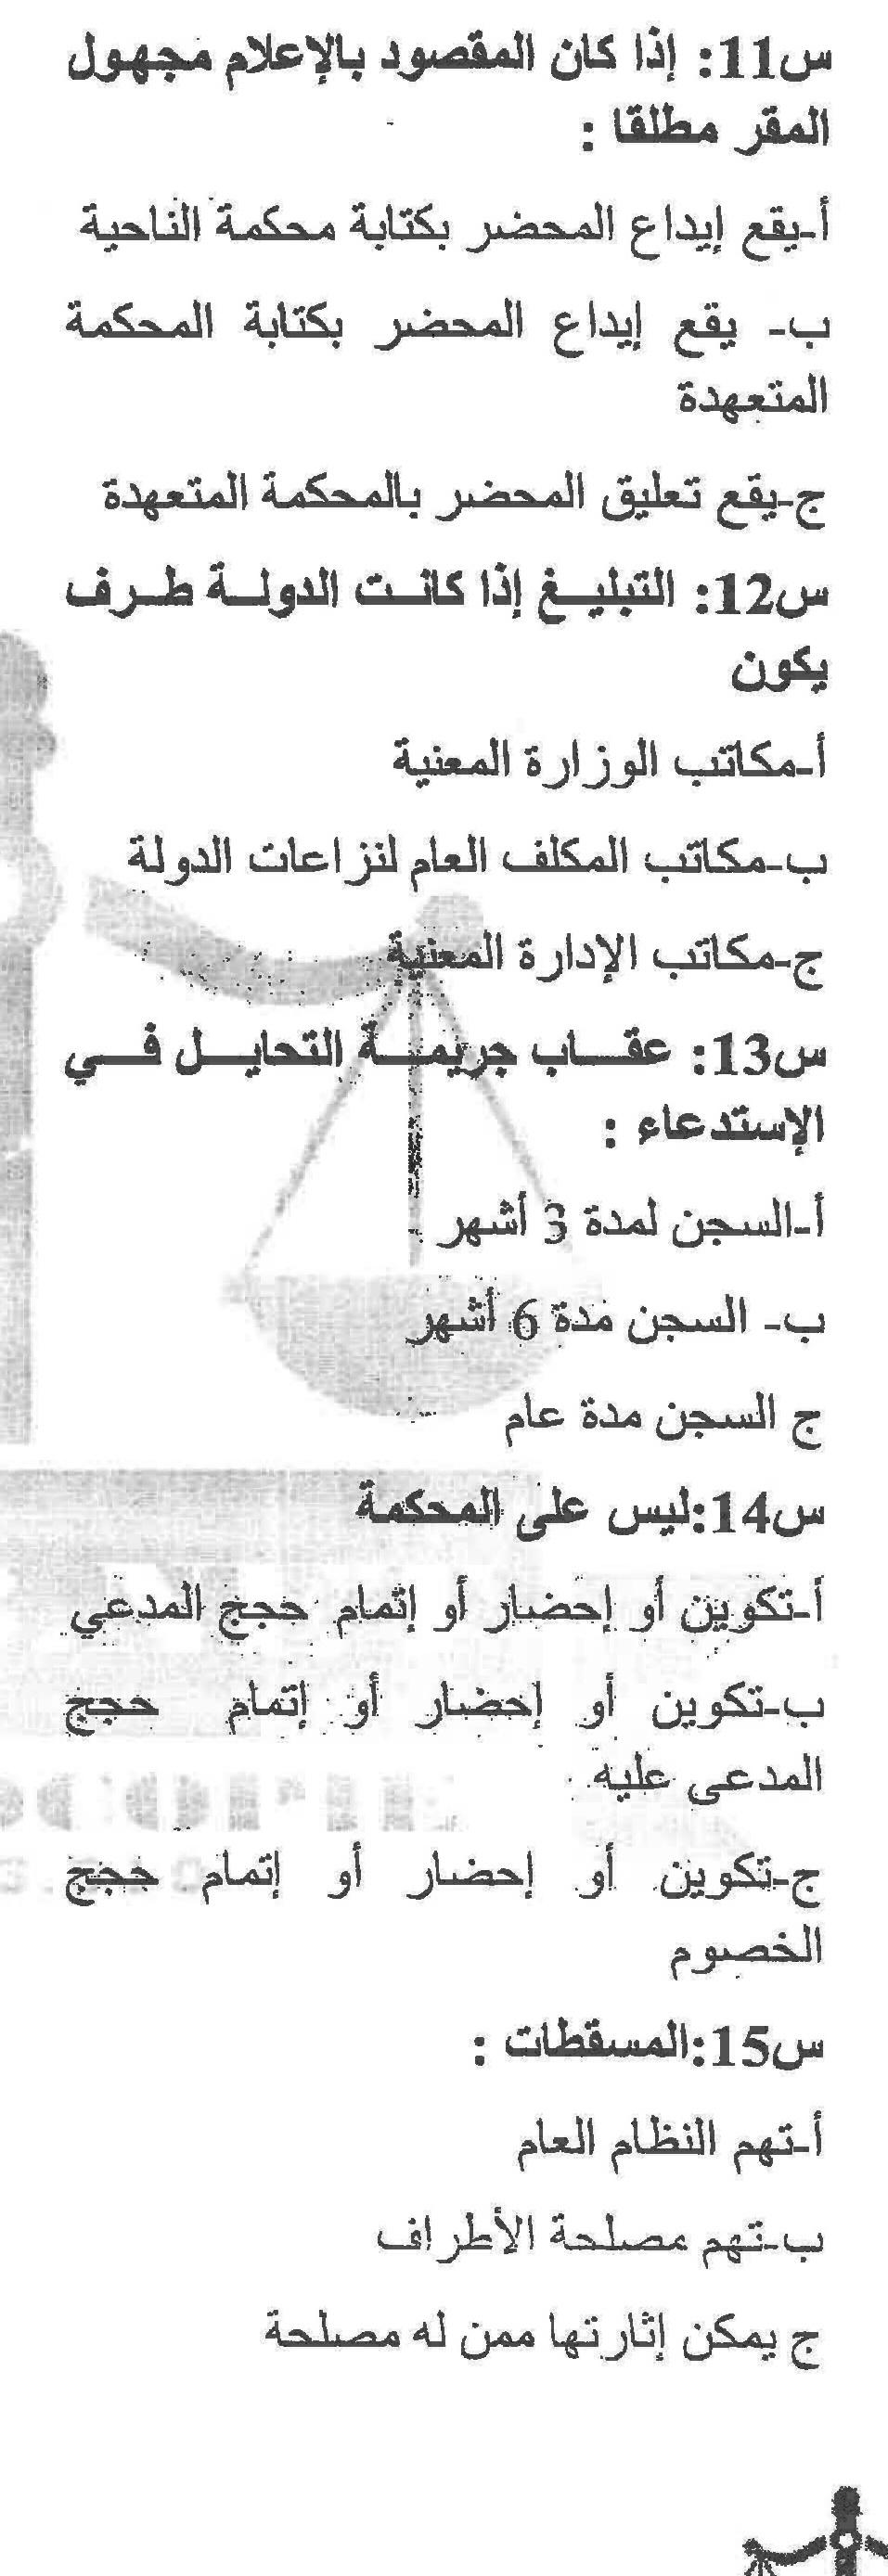 س11: إذا كان المقصود بالإعلام مجهول
المقر مطلقا :
أ-يقع إيداع المحضر بكتابة محكمة الناحية
ب- يقع إيداع المحضر بكتابة المحكمة
المتعهدة
ج-يقع تعليق المحضر بالمحكمة المتعهدة
س12: التبليغ إذا كانت الدولة طرف
يكون
أ-مكاتب الوزارة المعنية
ب-مكاتب المكلف العام لنزاعات الدولة
ج-مكاتب الإدارة المعنية
س13: عقاب جريمة التحايل في
الإستدعاء :
أ-السجن لمدة 3 أشهر
ب- السجن مدة 6 أشهر
ج السجن مدة عام
س14:ليس على المحكمة
أ-تكوين أو إحضار أو إتمام حجج المدعي
ب-تكوين أو إحضار أو إتمام حجج
المدعى عليه
ج-تكوين أو إحضار أو إتمام حجج
الخصوم
س15:المسقطات :
أ-تهم النظام العام
ب-تهم مصلحة الأطراف
ج يمكن إثارتها ممن له مصلحة